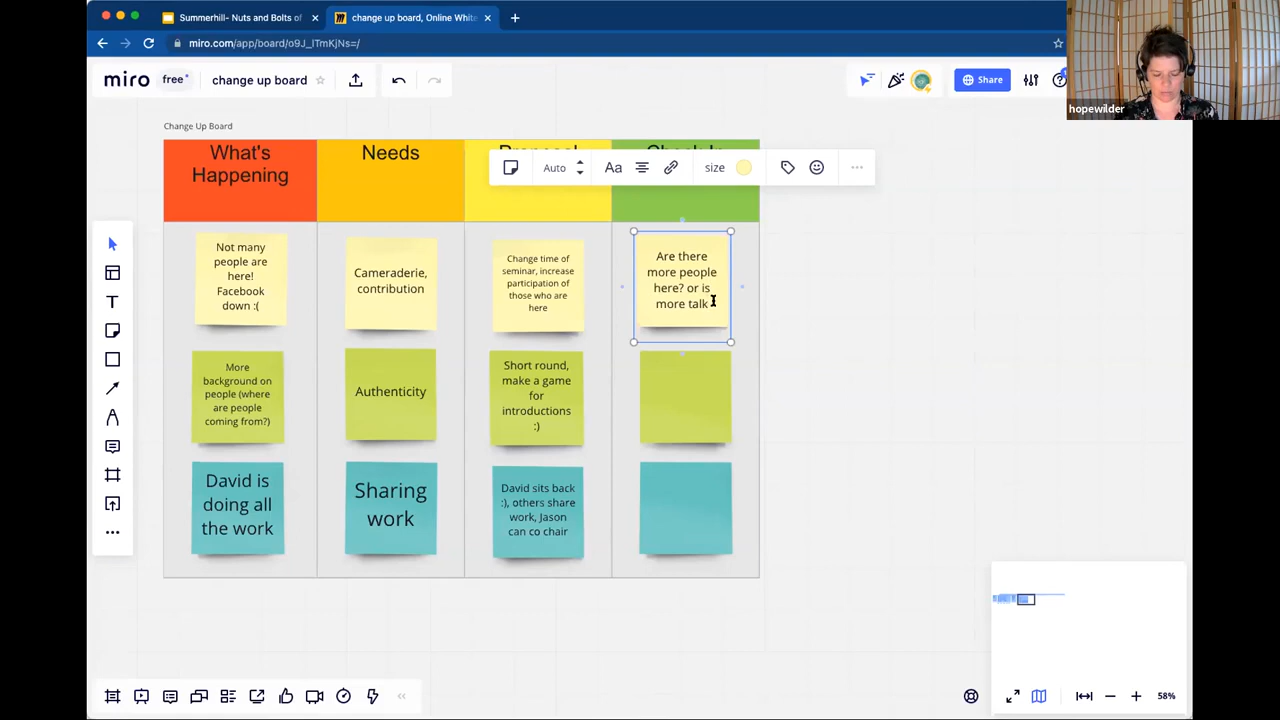 Summerhill- Nuts and Bolts of
change up board, Online White
miro.com/app/board/o9J_lTmKjNs=/
hopewilder
miro
free
change up board
Share
Change Up Board
What's
Happening
Needs
Auto
Aa
size
Not many
people are
here!
Facebook
down :(
Cameraderie,
contribution
Change time of
seminar, increase
participation of
those who are
here
Are there
more people
here? or is
more talk
More
background on
people (where
are people
coming from?)
Authenticity
Short round,
make a game
for
introductions
:)
David is
doing all
the work
Sharing
work
David sits back
:), others share
work, Jason
can co chair
58%